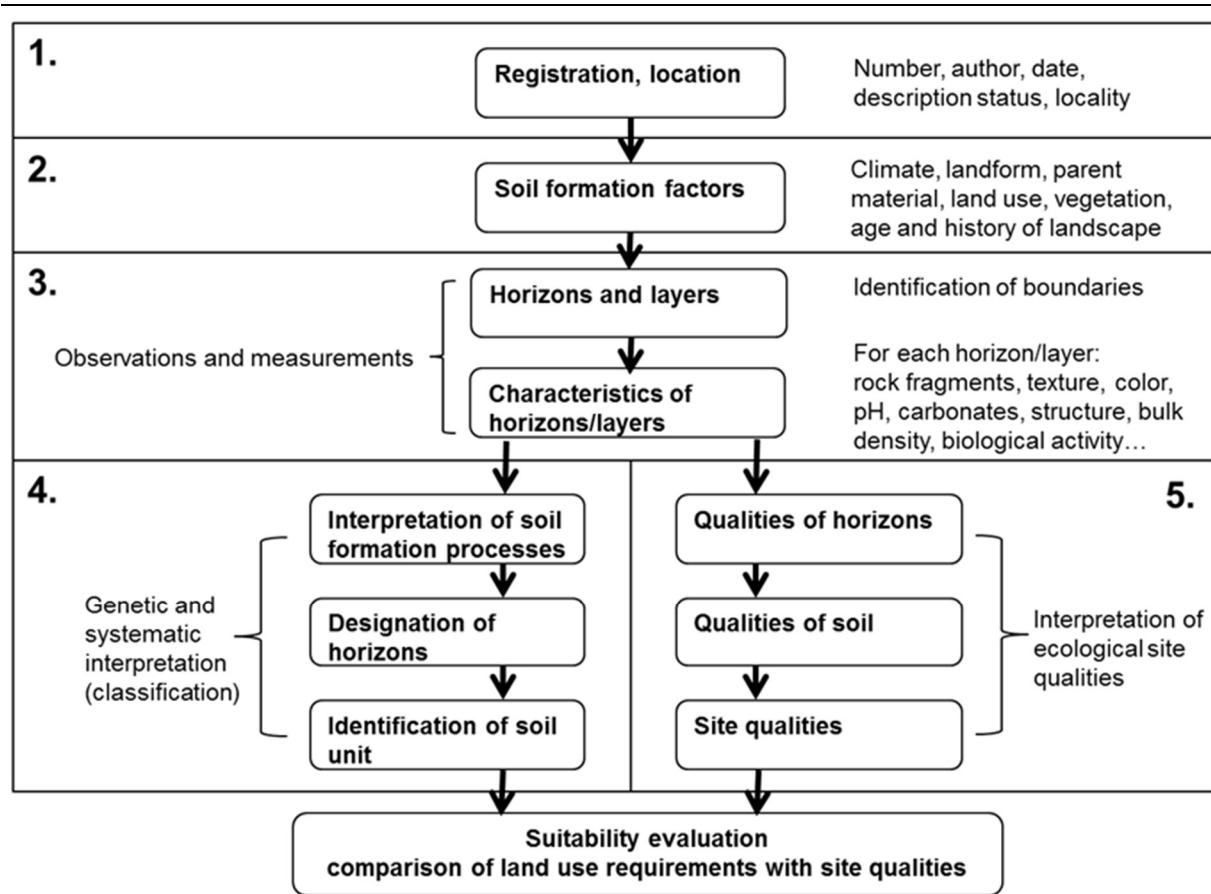 1.
Registration, location
Number, author, date,
description status, locality
2.
Soil formation factors
Climate, landform, parent
material, land use, vegetation,
age and history of landscape
3.
Horizons and layers
Identification of boundaries
Observations and measurements
Characteristics of
horizons/layers
For each horizon/layer:
rock fragments, texture, color,
pH, carbonates, structure, bulk
density, biological activity…
4.
Interpretation of soil
formation processes
Designation of
horizons
Identification of soil
unit
Genetic and
systematic
interpretation
(classification)
5.
Qualities of horizons
Qualities of soil
Site qualities
Interpretation of
ecological site
qualities
Suitability evaluation
comparison of land use requirements with site qualities